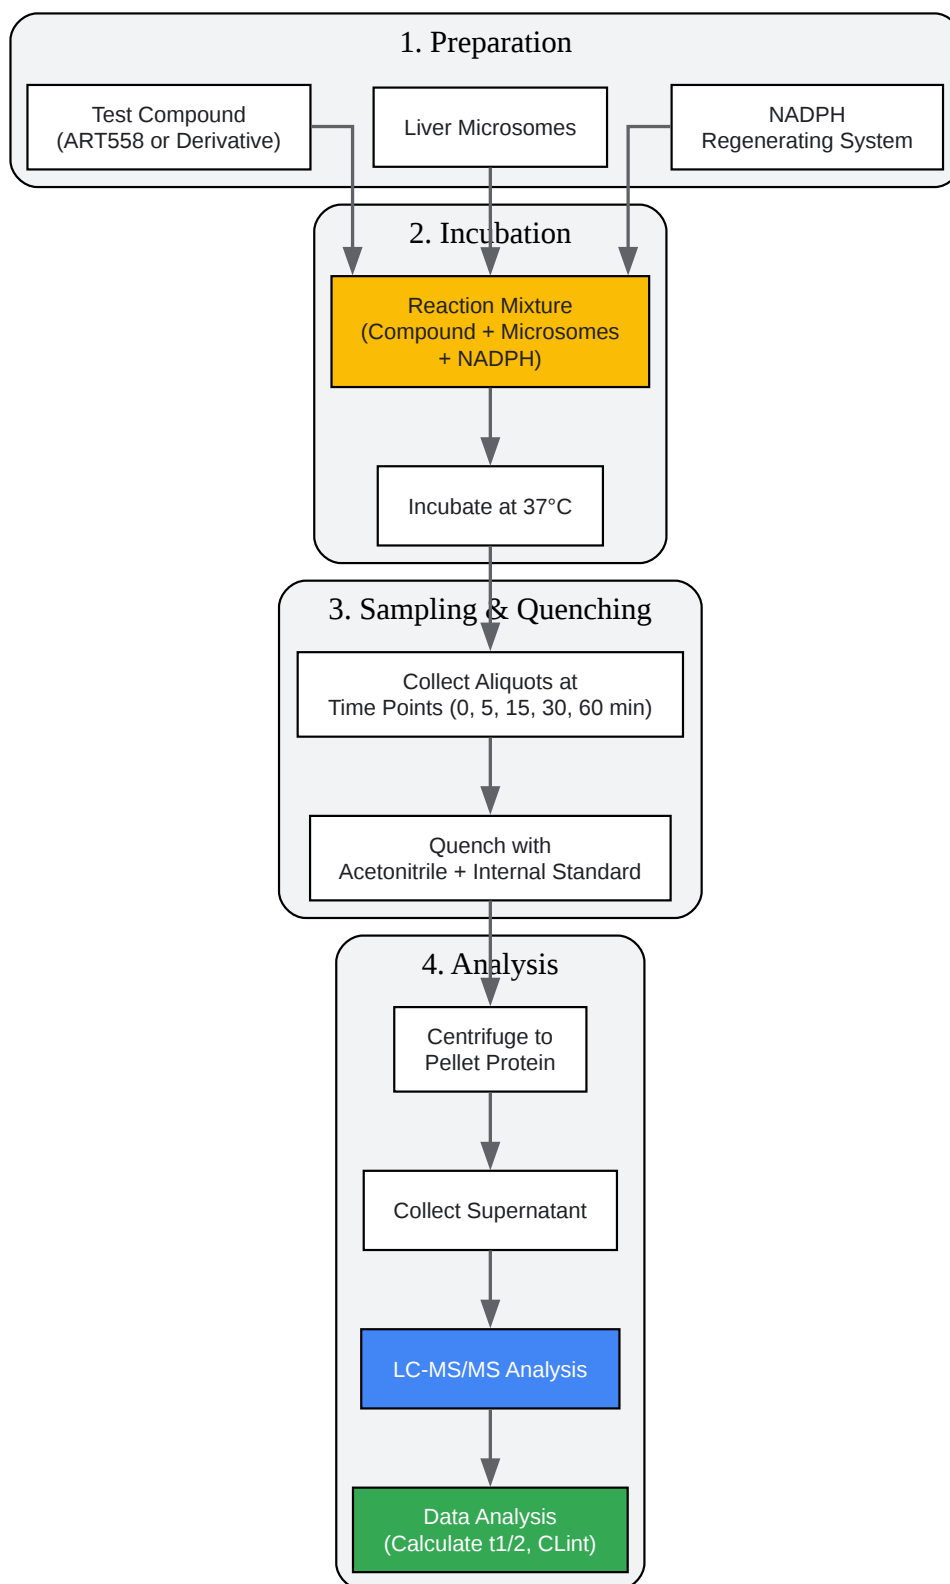 1. Preparation
Test Compound
(ART558 or Derivative)
Liver Microsomes
NADPH
Regenerating System
2. Incubation
Reaction Mixture
(Compound + Microsomes
+ NADPH)
Incubate at 37°C
3. Sampling & Quenching
Collect Aliquots at
Time Points (0, 5, 15, 30, 60 min)
Quench with
Acetonitrile + Internal Standard
4. Analysis
Centrifuge to
Pellet Protein
Collect Supernatant
LC-MS/MS Analysis
Data Analysis
(Calculate t1/2, CLint)